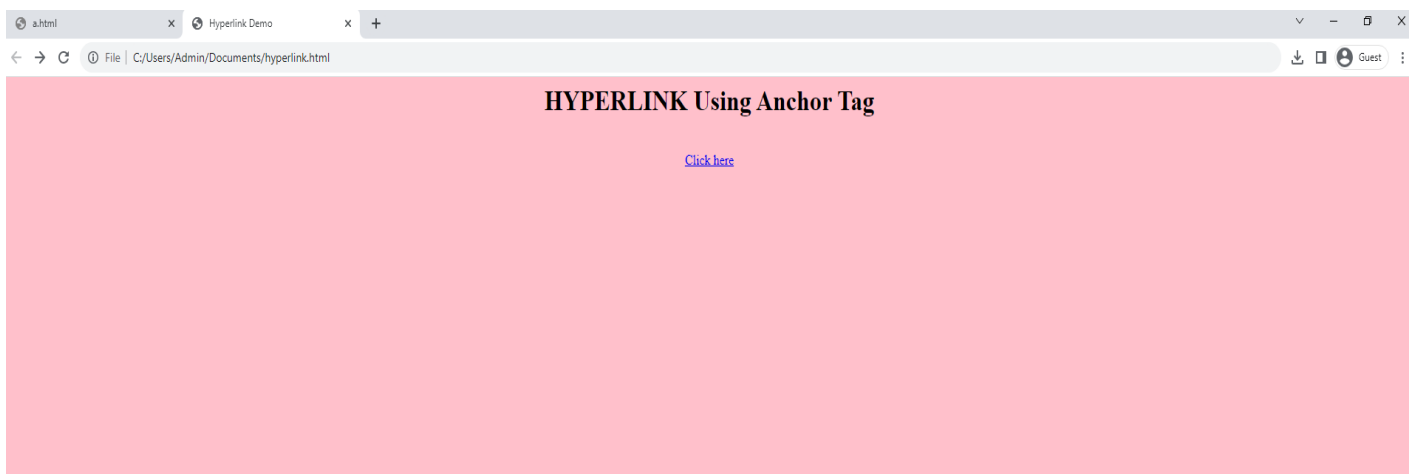 a.html
Hyperlink Demo
File | C:/Users/Admin/Documents/hyperlink.html
Guest
HYPERLINK Using Anchor Tag
Click here